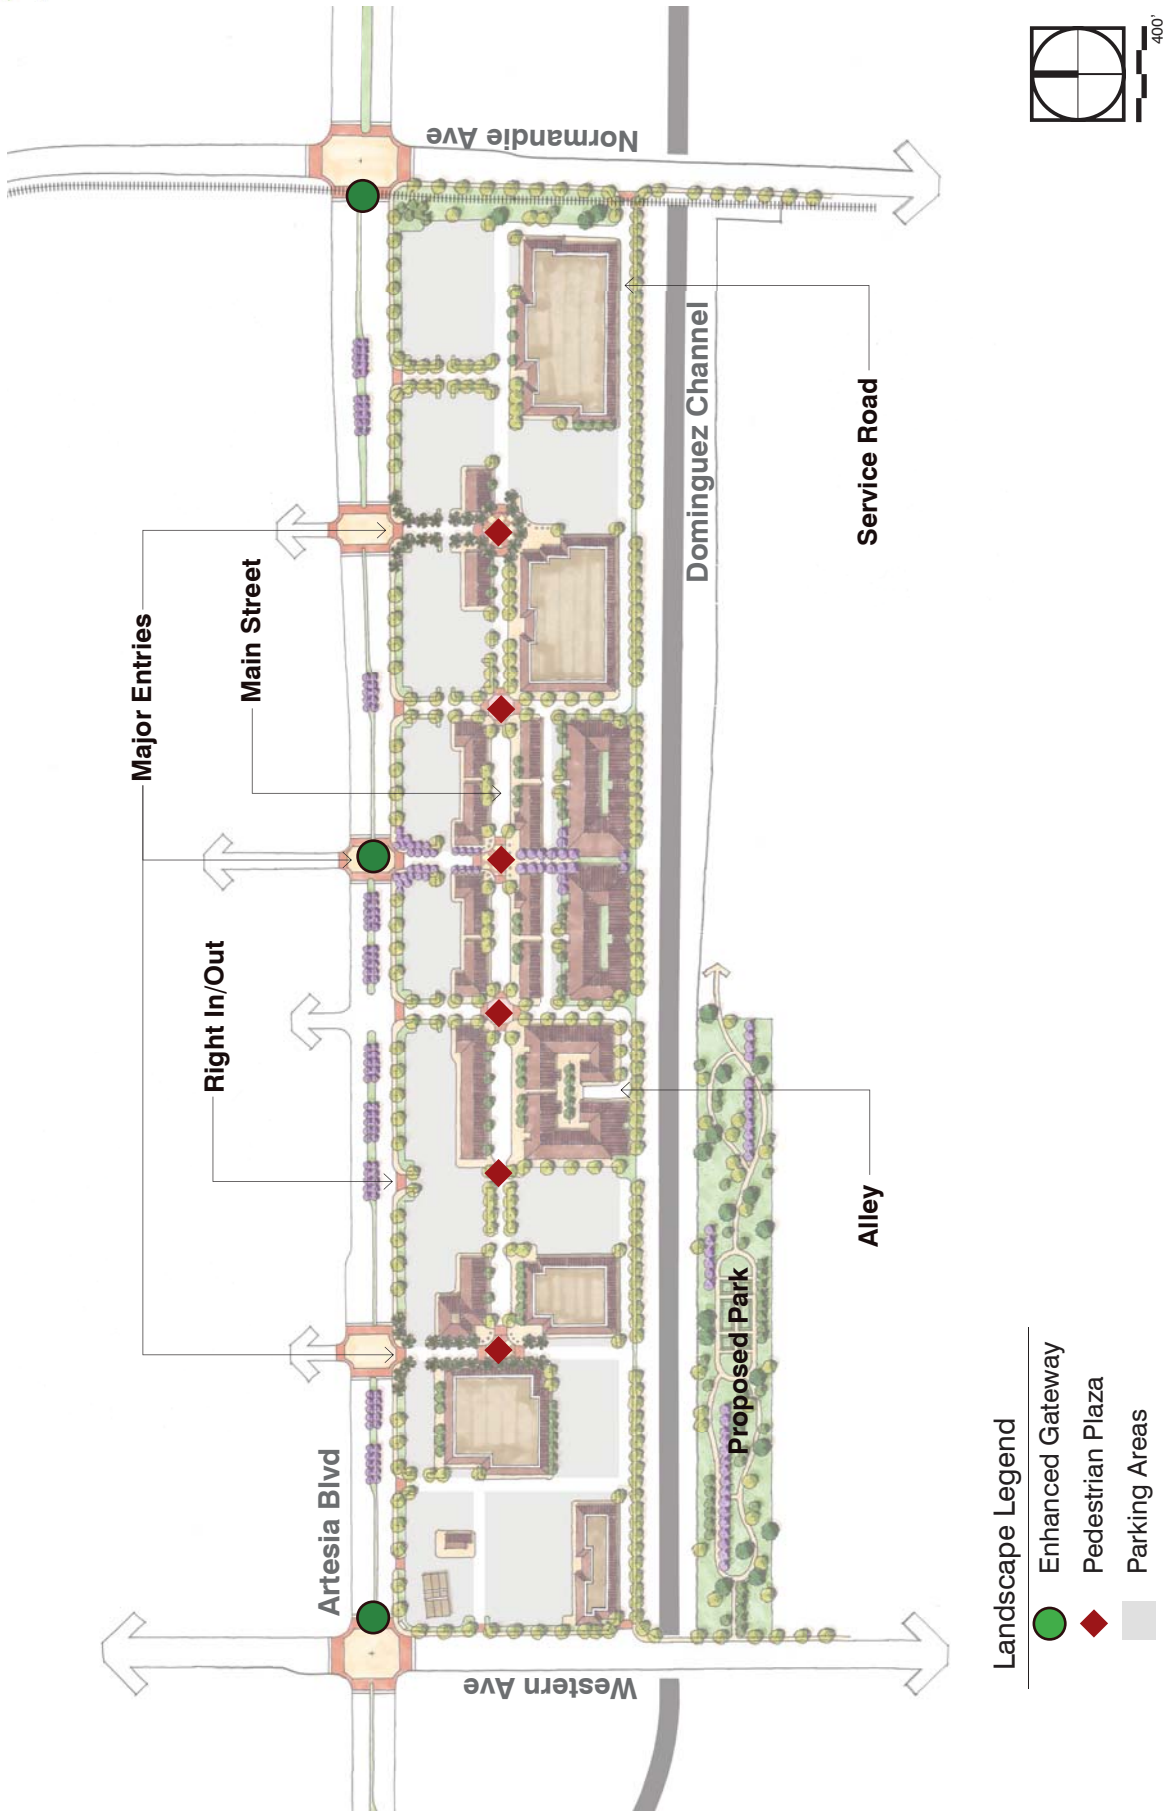 400'
Normandie Ave
Major Entries
Main Street
Right In/Out
Artesia Blvd
Western Ave
Dominguez Channel
Service Road
Alley
Proposed Park
Landscape Legend
Enhanced Gateway
Pedestrian Plaza
Parking Areas